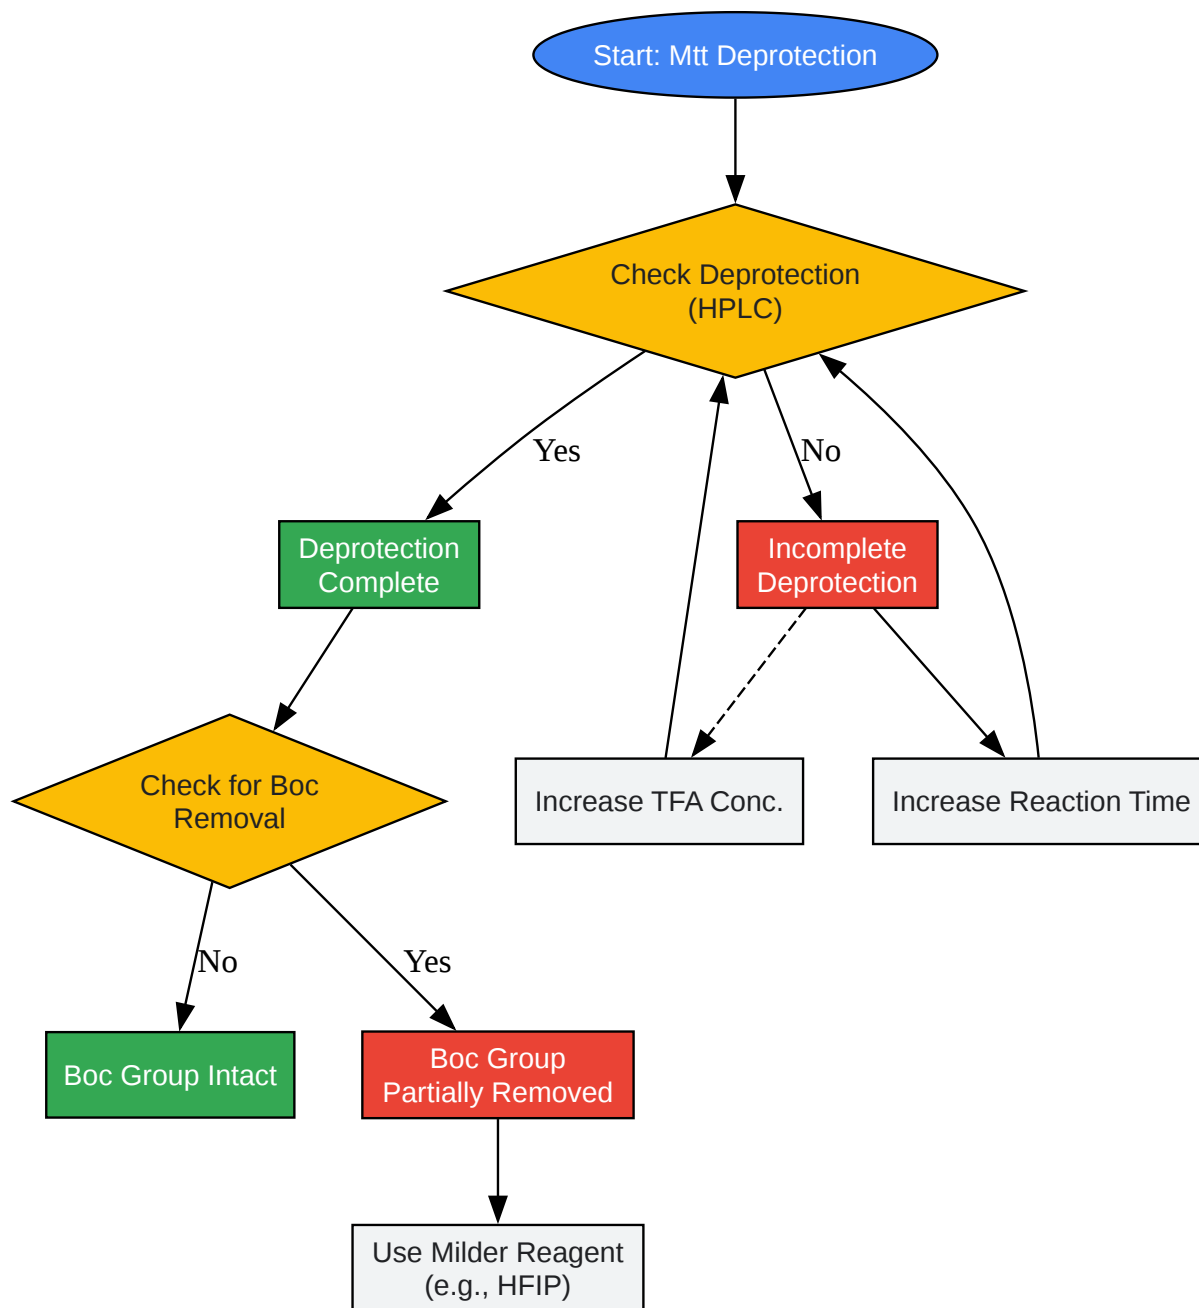 Start: Mtt Deprotection
Check Deprotection
(HPLC)
Yes
No
Deprotection
Complete
Incomplete
Deprotection
Check for Boc
Removal
Increase TFA Conc.
Increase Reaction Time
No
Yes
Boc Group Intact
Boc Group
Partially Removed
Use Milder Reagent
(e.g., HFIP)